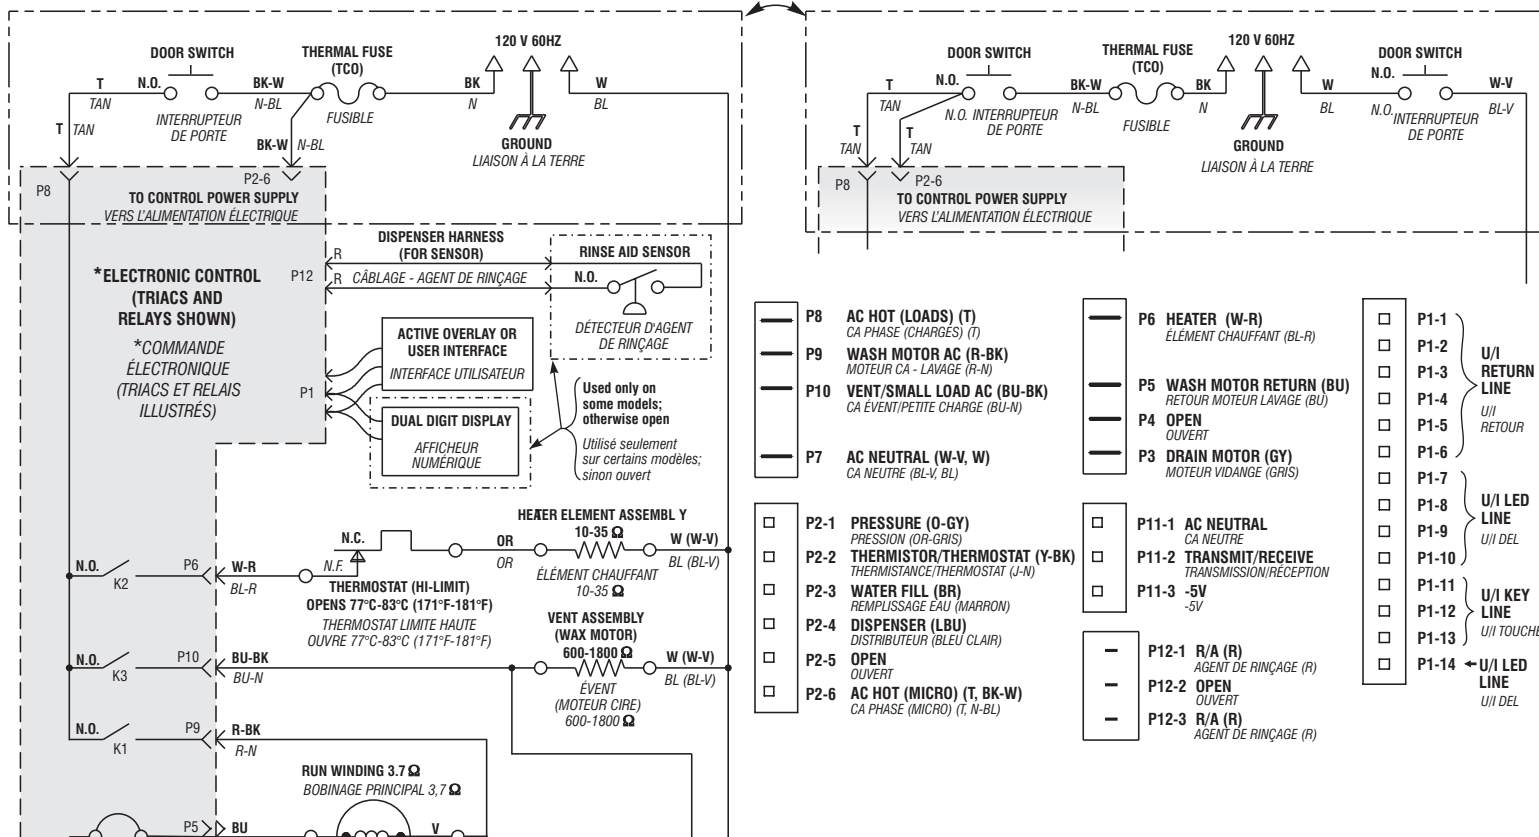 120 V 60HZ
DOOR SWITCH
THERMAL FUSE
(TCO)
T
N.O.
BK-W
BK
W
TAN
N-BL
N
BL
INTERRUPTEUR
DE PORTE
FUSIBLE
T
TAN
BK-W
N-BL
GROUND
LIAISON À LA TERRE
P8
P2-6
TO CONTROL POWER SUPPLY
VERS L'ALIMENTATION ÉLECTRIQUE
120 V 60HZ
DOOR SWITCH
THERMAL FUSE
(TCO)
DOOR SWITCH
T
N.O.
BK-W
BK
W
N.O.
W-V
TAN
N.O.
INTERRUPTEUR
DE PORTE
N-BL
FUSIBLE
N
BL
N.O.
INTERRUPTEUR
DE PORTE
BL-V
T
TAN
T
TAN
GROUND
LIAISON À LA TERRE
P8
P2-6
TO CONTROL POWER SUPPLY
VERS L'ALIMENTATION ÉLECTRIQUE
*ELECTRONIC CONTROL
(TRIACS AND
RELAYS SHOWN)
*COMMANDE
ÉLECTRONIQUE
(TRIACS ET RELAIS
ILLUSTRÉS)
P12
R
R
DISPENSER HARNESS
(FOR SENSOR)
CÂBLAGE - AGENT DE RINÇAGE
RINSE AID SENSOR
N.O.
DÉTECTEUR D'AGENT
DE RINÇAGE
P1
ACTIVE OVERLAY OR
USER INTERFACE
INTERFACE UTILISATEUR
DUAL DIGIT DISPLAY
AFFICHEUR
NUMÉRIQUE
Used only on
some models;
otherwise open
Utilisé seulement
sur certains modèles;
sinon ouvert
N.O.
K2
P6
W-R
BL-R
N.C.
N.F.
THERMOSTAT (HI-LIMIT)
OPENS 77°C-83°C (171°F-181°F)
THERMOSTAT LIMITE HAUTE
OUVRE 77°C-83°C (171°F-181°F)
OR
OR
HEATER ELEMENT ASSEMBL Y
10-35 Ω
ÉLÉMENT CHAUFFANT
10-35 Ω
W (W-V)
BL (BL-V)
N.O.
K3
P10
BU-BK
BU-N
VENT ASSEMBLY
(WAX MOTOR)
600-1800 Ω
ÉVENT
(MOTEUR CIRE)
600-1800 Ω
W (W-V)
BL (BL-V)
N.O.
K1
P9
R-BK
R-N
RUN WINDING 3.7 Ω
BOBINAGE PRINCIPAL 3,7 Ω
P5
BU
V
P8 AC HOT (LOADS) (T)
CA PHASE (CHARGES) (T)
P9 WASH MOTOR AC (R-BK)
MOTEUR CA - LAVAGE (R-N)
P10 VENT/SMALL LOAD AC (BU-BK)
CA ÉVENT/PETITE CHARGE (BU-N)
P7 AC NEUTRAL (W-V, W)
CA NEUTRE (BL-V, BL)
P2-1 PRESSURE (O-GY)
PRESSION (OR-GRIS)
P2-2 THERMISTOR/THERMOSTAT (Y-BK)
THERMISTANCE/THERMOSTAT (J-N)
P2-3 WATER FILL (BR)
REMPLISSAGE EAU (MARRON)
P2-4 DISPENSER (LBU)
DISTRIBUTEUR (BLEU CLAIR)
P2-5 OPEN
OUVERT
P2-6 AC HOT (MICRO) (T, BK-W)
CA PHASE (MICRO) (T, N-BL)
P6 HEATER (W-R)
ÉLÉMENT CHAUFFANT (BL-R)
P5 WASH MOTOR RETURN (BU)
RETOUR MOTEUR LAVAGE (BU)
P4 OPEN
OUVERT
P3 DRAIN MOTOR (GY)
MOTEUR VIDANGE (GRIS)
P11-1 AC NEUTRAL
CA NEUTRE
P11-2 TRANSMIT/RECEIVE
TRANSMISSION/RÉCEPTION
P11-3 -5V
-5V
P12-1 R/A (R)
AGENT DE RINÇAGE (R)
P12-2 OPEN
OUVERT
P12-3 R/A (R)
AGENT DE RINÇAGE (R)
P1-1
P1-2
P1-3
P1-4
P1-5
P1-6
U/I
RETURN
LINE
U/I
RETOUR
P1-7
P1-8
P1-9
P1-10
U/I LED
LINE
U/I DEL
P1-11
P1-12
P1-13
U/I KEY
LINE
U/I TOUCHE
P1-14
U/I LED
LINE
U/I DEL